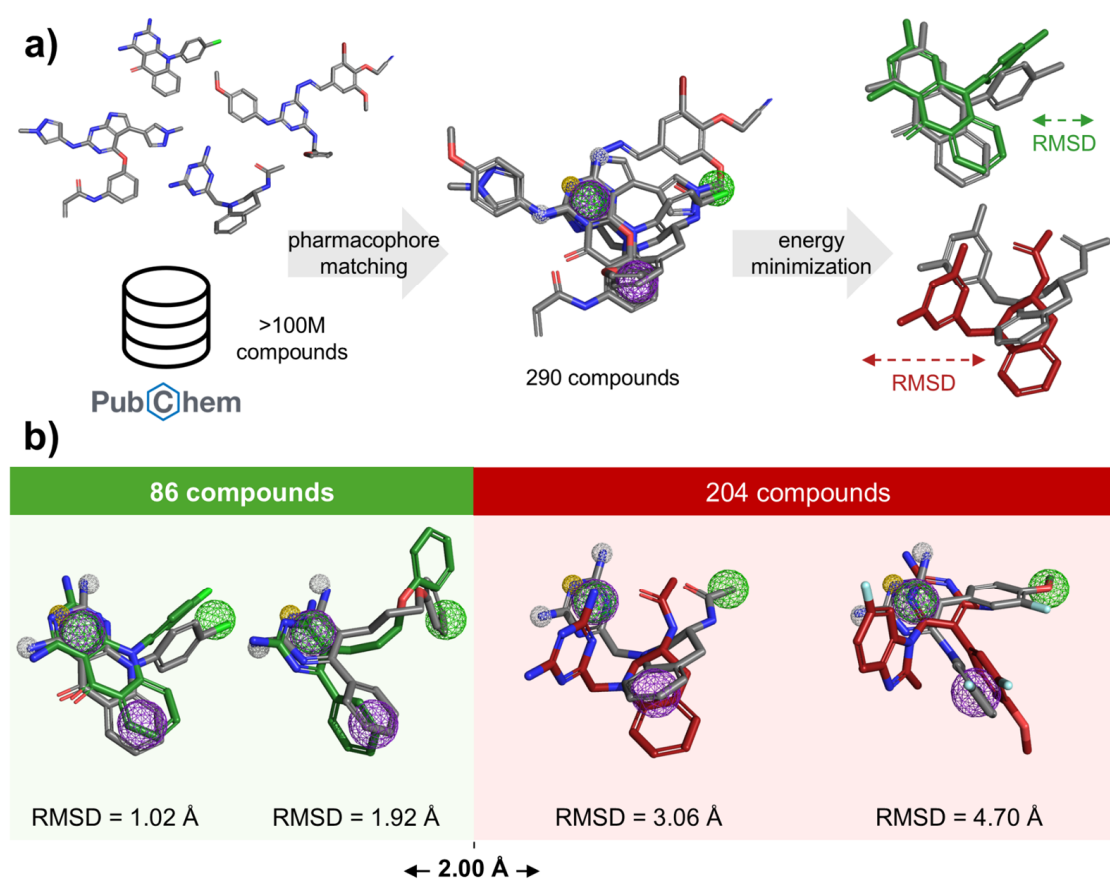 a)
pharmacophore
matching
>100M
compounds
PubChem
290 compounds
energy
minimization
RMSD
RMSD
b)
86 compounds
204 compounds
RMSD = 1.02 Å
RMSD = 1.92 Å
RMSD = 3.06 Å
RMSD = 4.70 Å
2.00 Å